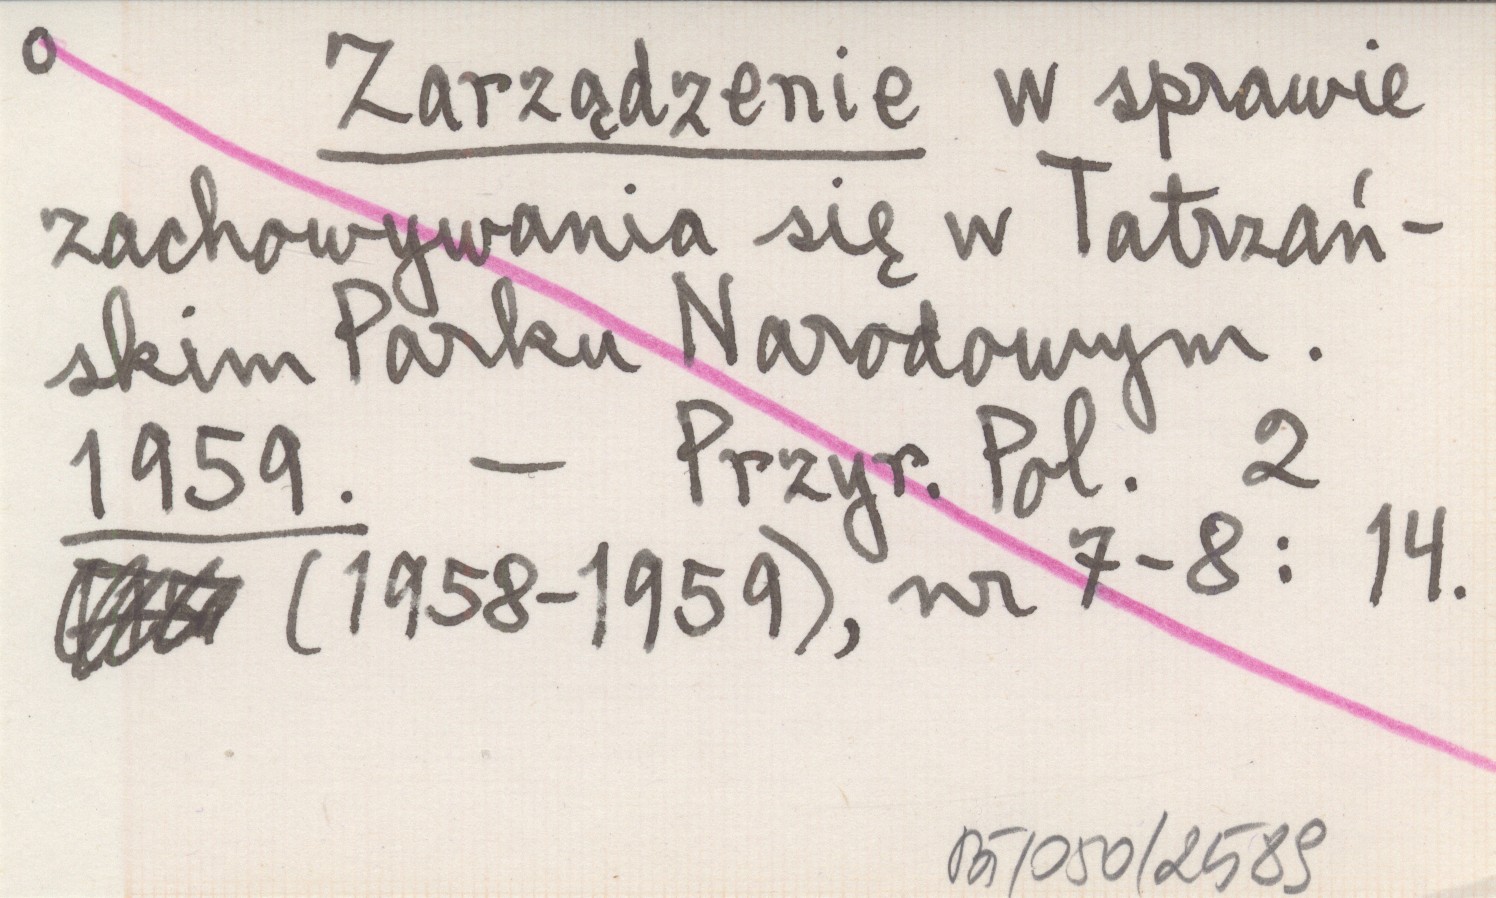 o Zarządzenie w sprawie
zachowywania się w Tatrzań-
skim Parku Narodowym.
1959. — Przyr. Pol. 2
(1958-1959), nr 7-8: 14.
/050/2589